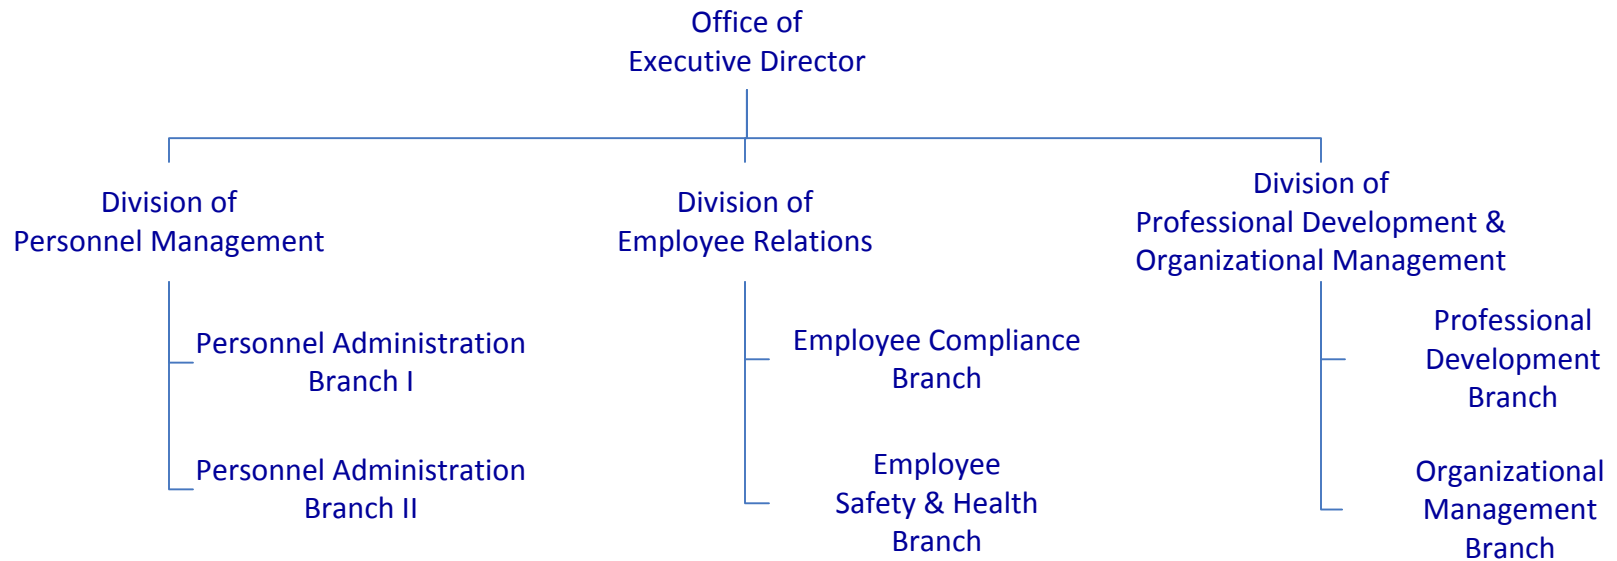 Office of
Executive Director
Division of
Personnel Management
Division of
Employee Relations
Division of
Professional Development &
Organizational Management
Personnel Administration
Branch I
Personnel Administration
Branch II
Employee Compliance
Branch
Employee
Safety & Health
Branch
Professional
Development
Branch
Organizational
Management
Branch